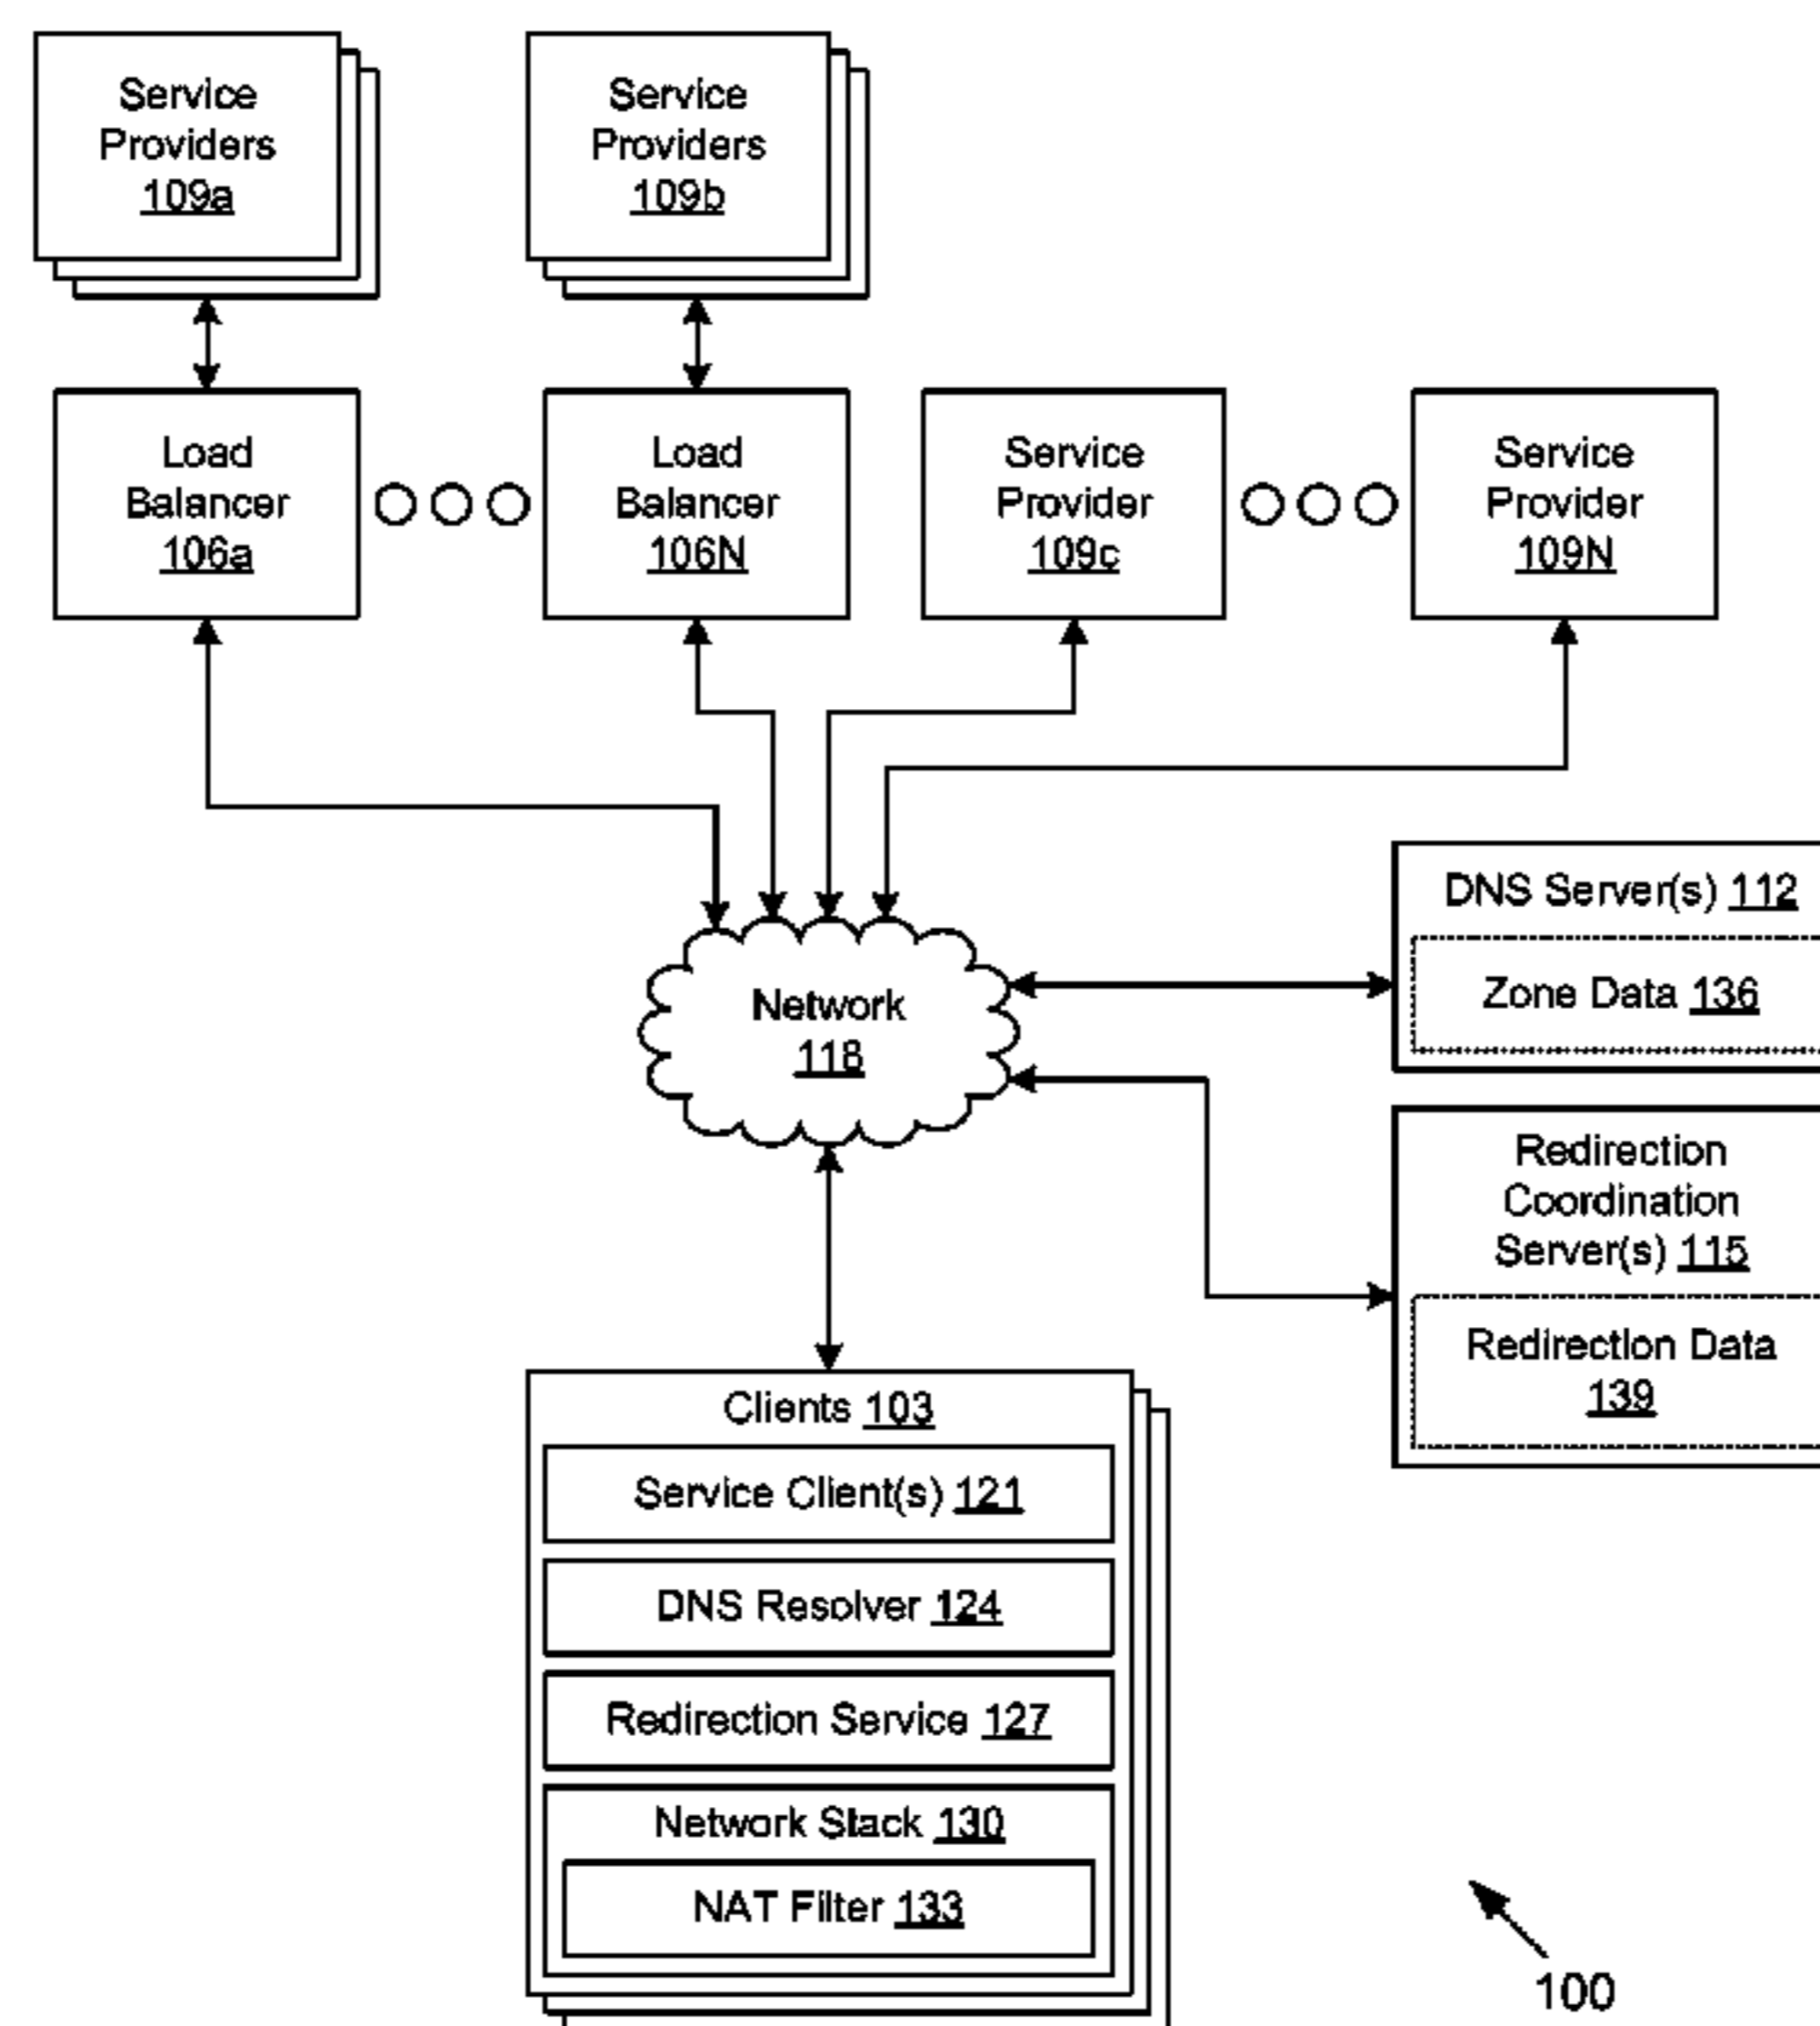 Service
Providers
109a
Service
Providers
109b
Load
Balancer
106a
Load
Balancer
106N
Service
Provider
109c
Service
Provider
109N
DNS Server(s) 112
Zone Data 136
Network
118
Redirection
Coordination
Server(s) 115
Redirection Data
139
Clients 103
Service Client(s) 121
DNS Resolver 124
Redirection Service 127
Network Stack 130
NAT Filter 133
100